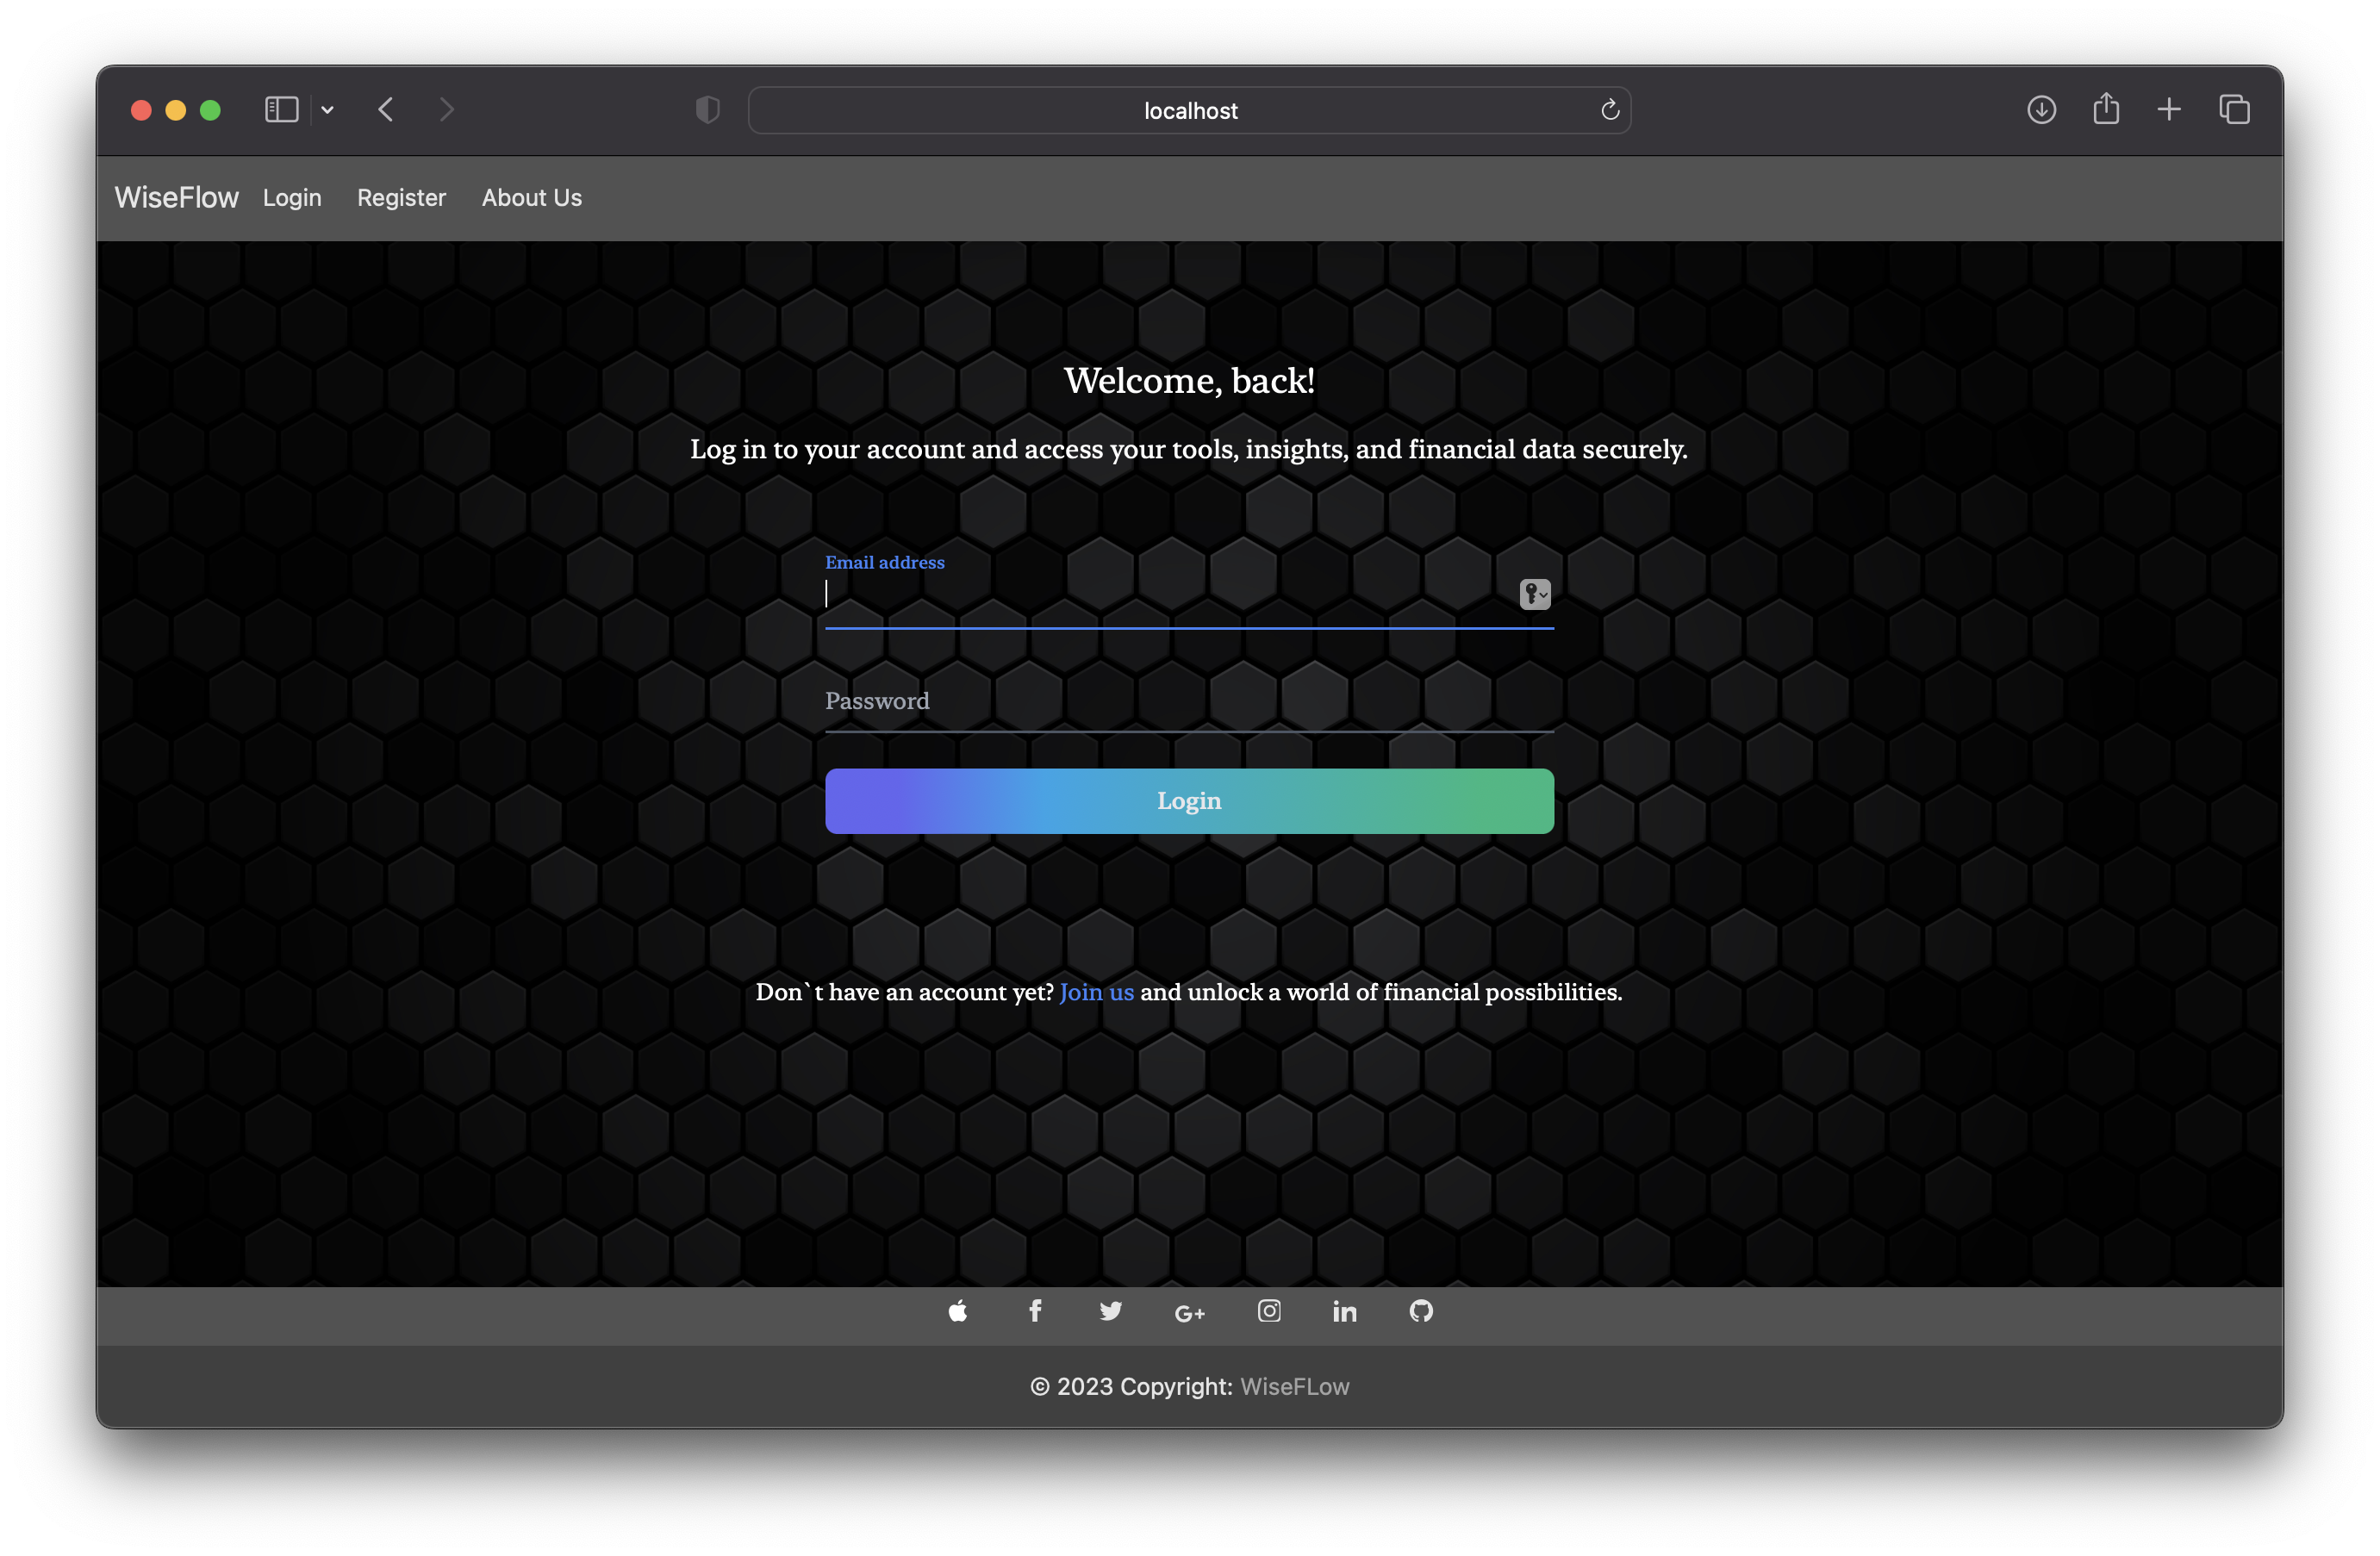 localhost
WiseFlow Login Register About Us
Welcome, back!
Log in to your account and access your tools, insights, and financial data securely.
Email address
Password
Login
Don`t have an account yet? Join us and unlock a world of financial possibilities.
© 2023 Copyright: WiseFLow